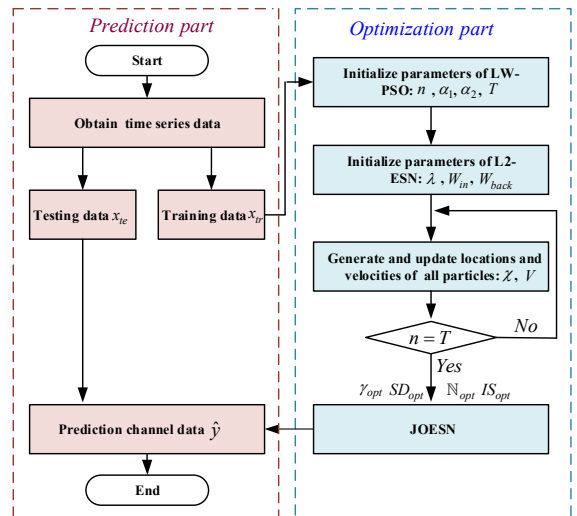 Prediction part
Start
Obtain time series data
Testing data x_te
Training data x_tr
Prediction channel data ŷ
End
Optimization part
Initialize parameters of LW-
PSO: n , α₁, α₂, T
Initialize parameters of L2-
ESN: λ , W_in, W_back
Generate and update locations and
velocities of all particles: χ, V
n = T
No
Yes
γ_opt SD_opt ℕ_opt IS_opt
JOESN